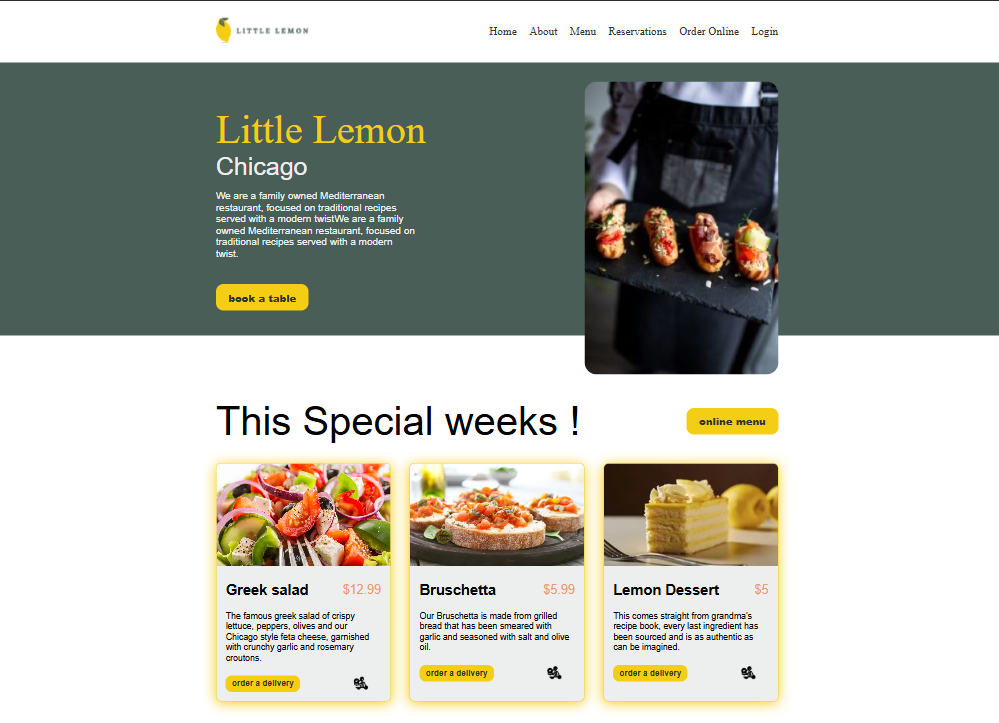 LITTLE LEMON
Home About Menu Reservations Order Online Login
Little Lemon
Chicago
We are a family owned Mediterranean
restaurant, focused on traditional recipes
served with a modern twistWe are a family
owned Mediterranean restaurant, focused on
traditional recipes served with a modern
twist.
book a table
This Special weeks !
online menu
Greek salad $12.99
The famous greek salad of crispy
lettuce, peppers, olives and our
Chicago style feta cheese, garnished
with crunchy garlic and rosemary
croutons.
order a delivery
Bruschetta $5.99
Our Bruschetta is made from grilled
bread that has been smeared with
garlic and seasoned with salt and olive
oil.
order a delivery
Lemon Dessert $5
This comes straight from grandma's
recipe book, every last ingredient has
been sourced and is as authentic as
can be imagined.
order a delivery